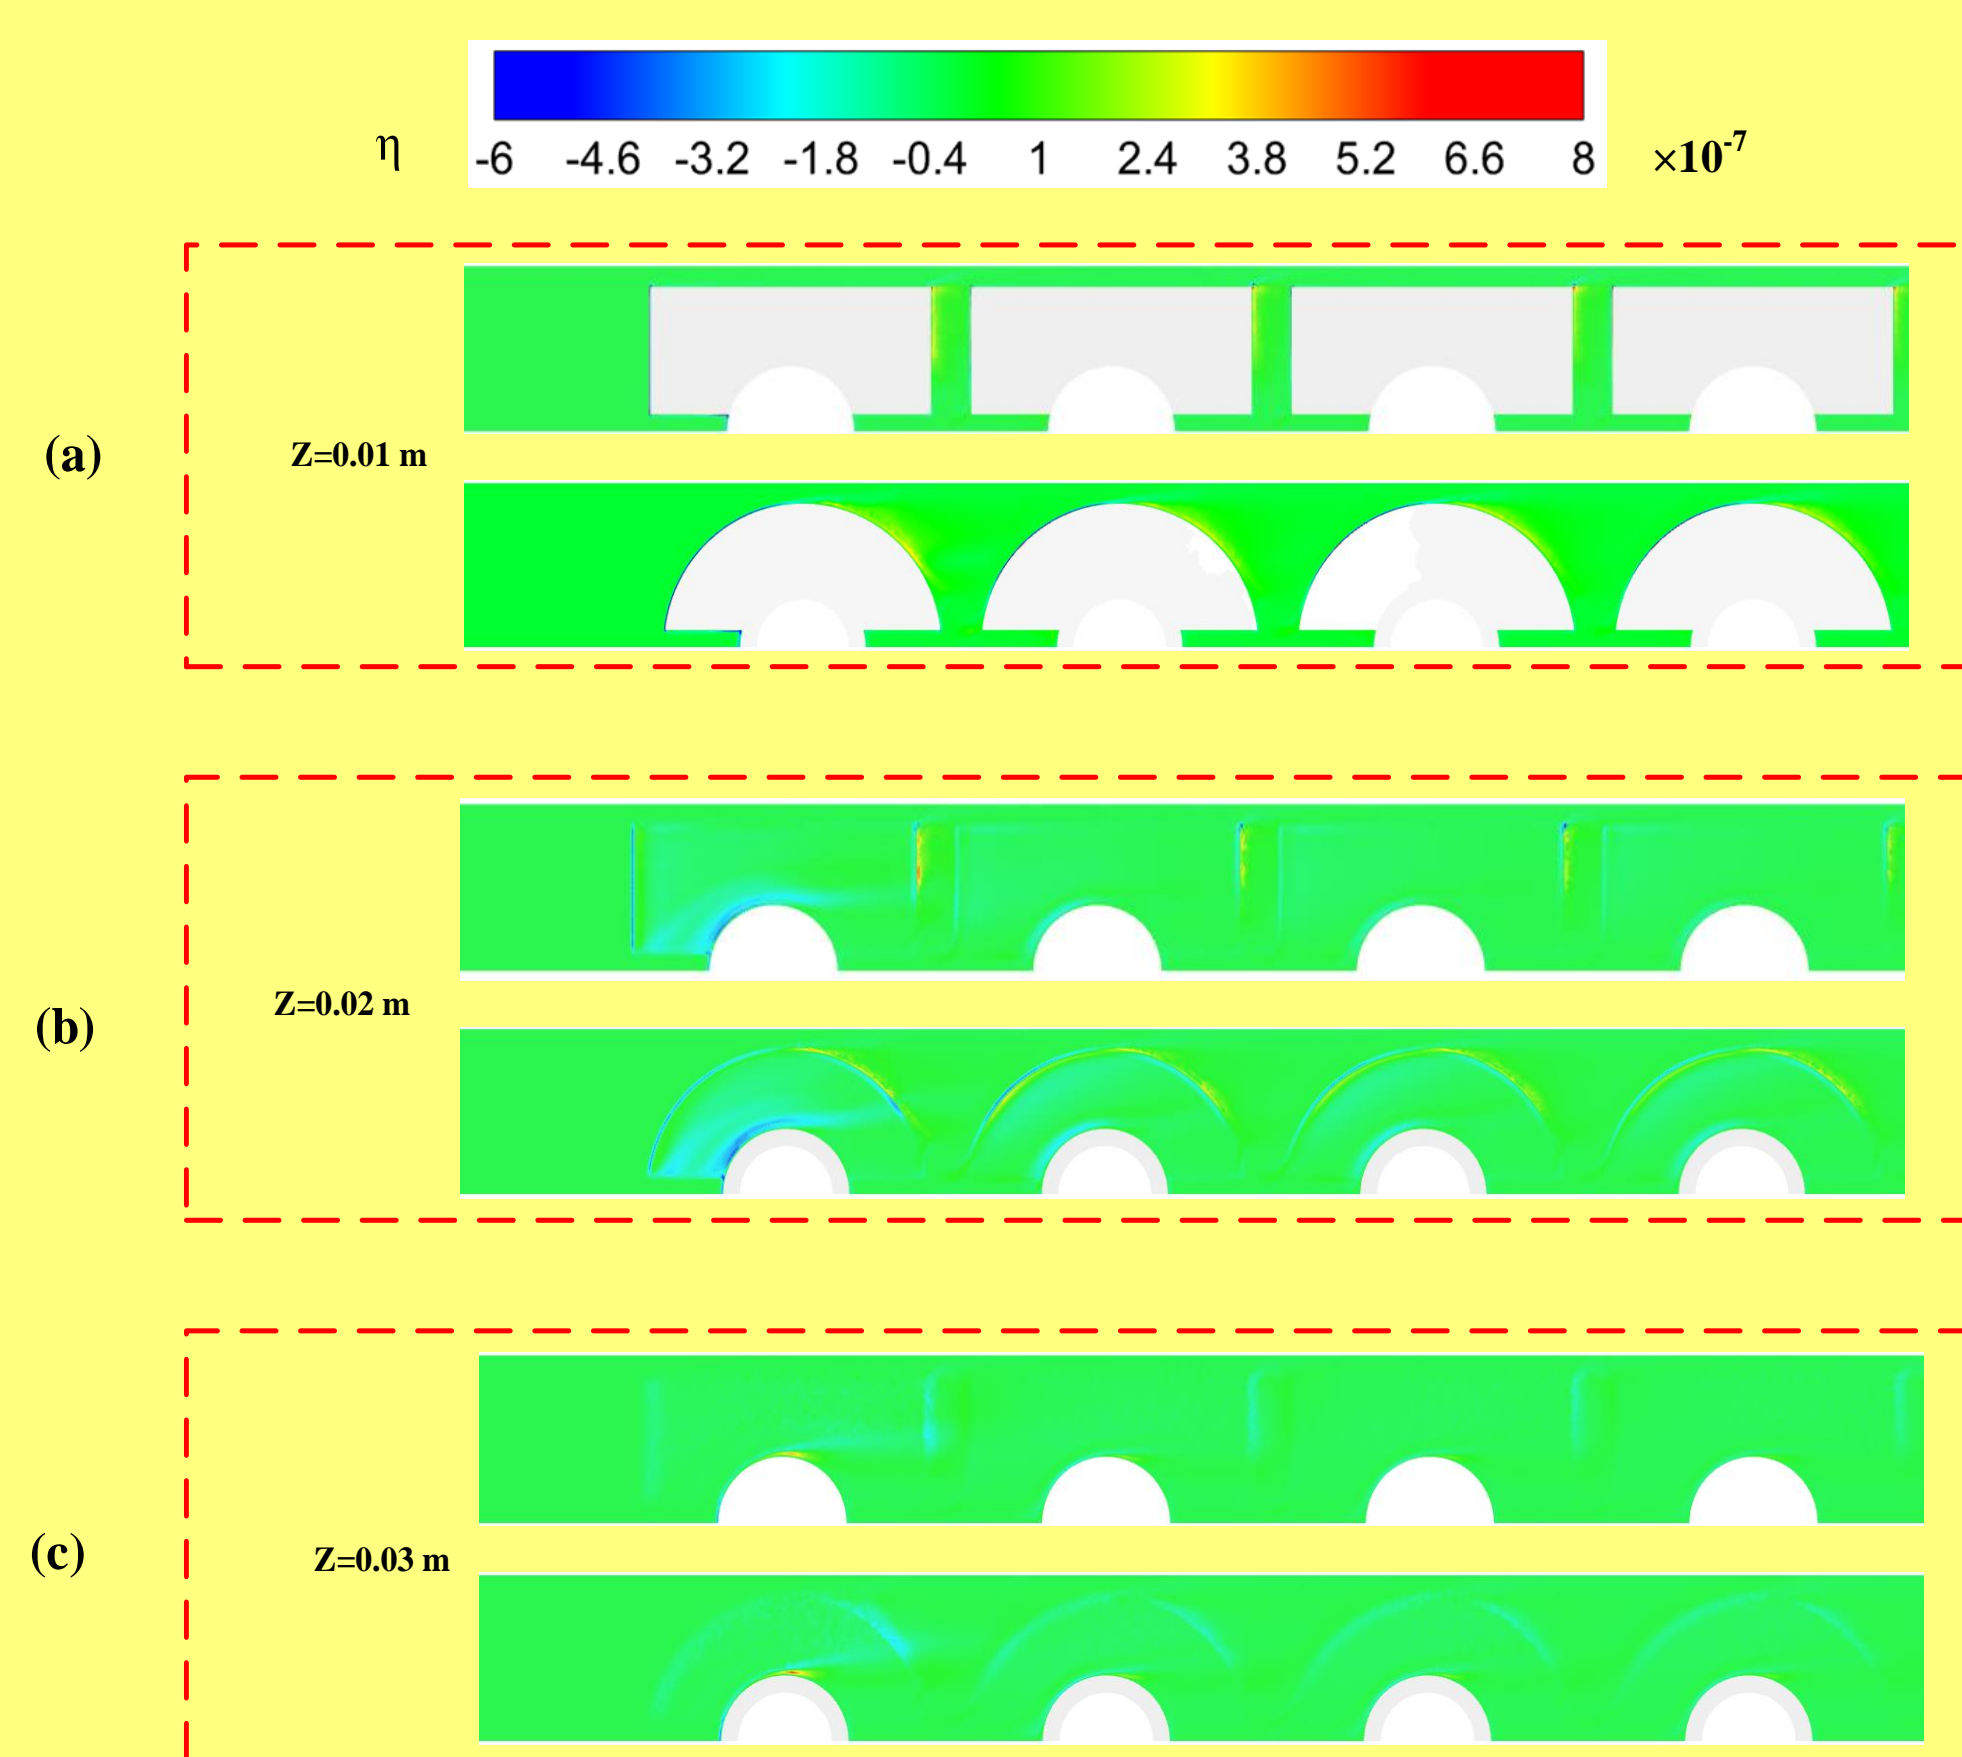 η -6 -4.6 -3.2 -1.8 -0.4 1 2.4 3.8 5.2 6.6 8 ×10⁻⁷
(a)
Z=0.01 m
(b)
Z=0.02 m
(c)
Z=0.03 m